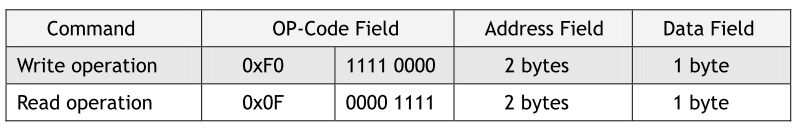 Command OP-Code Field Address Field Data Field
Write operation 0xF0 1111 0000 2 bytes 1 byte
Read operation 0x0F 0000 1111 2 bytes 1 byte